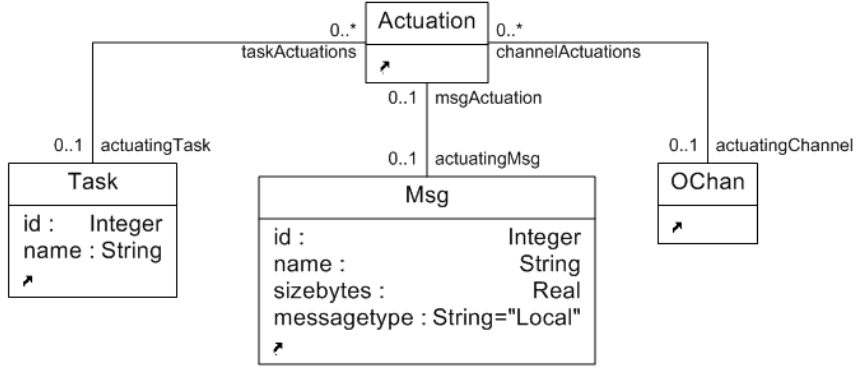 Actuation
0..*
0..*
taskActuations
channelActuations
0..1
msgActuation
0..1
actuatingTask
0..1
actuatingMsg
0..1
actuatingChannel
Task
Msg
OChan
id : Integer
name : String
id : Integer
name : String
sizebytes : Real
messagetype : String="Local"